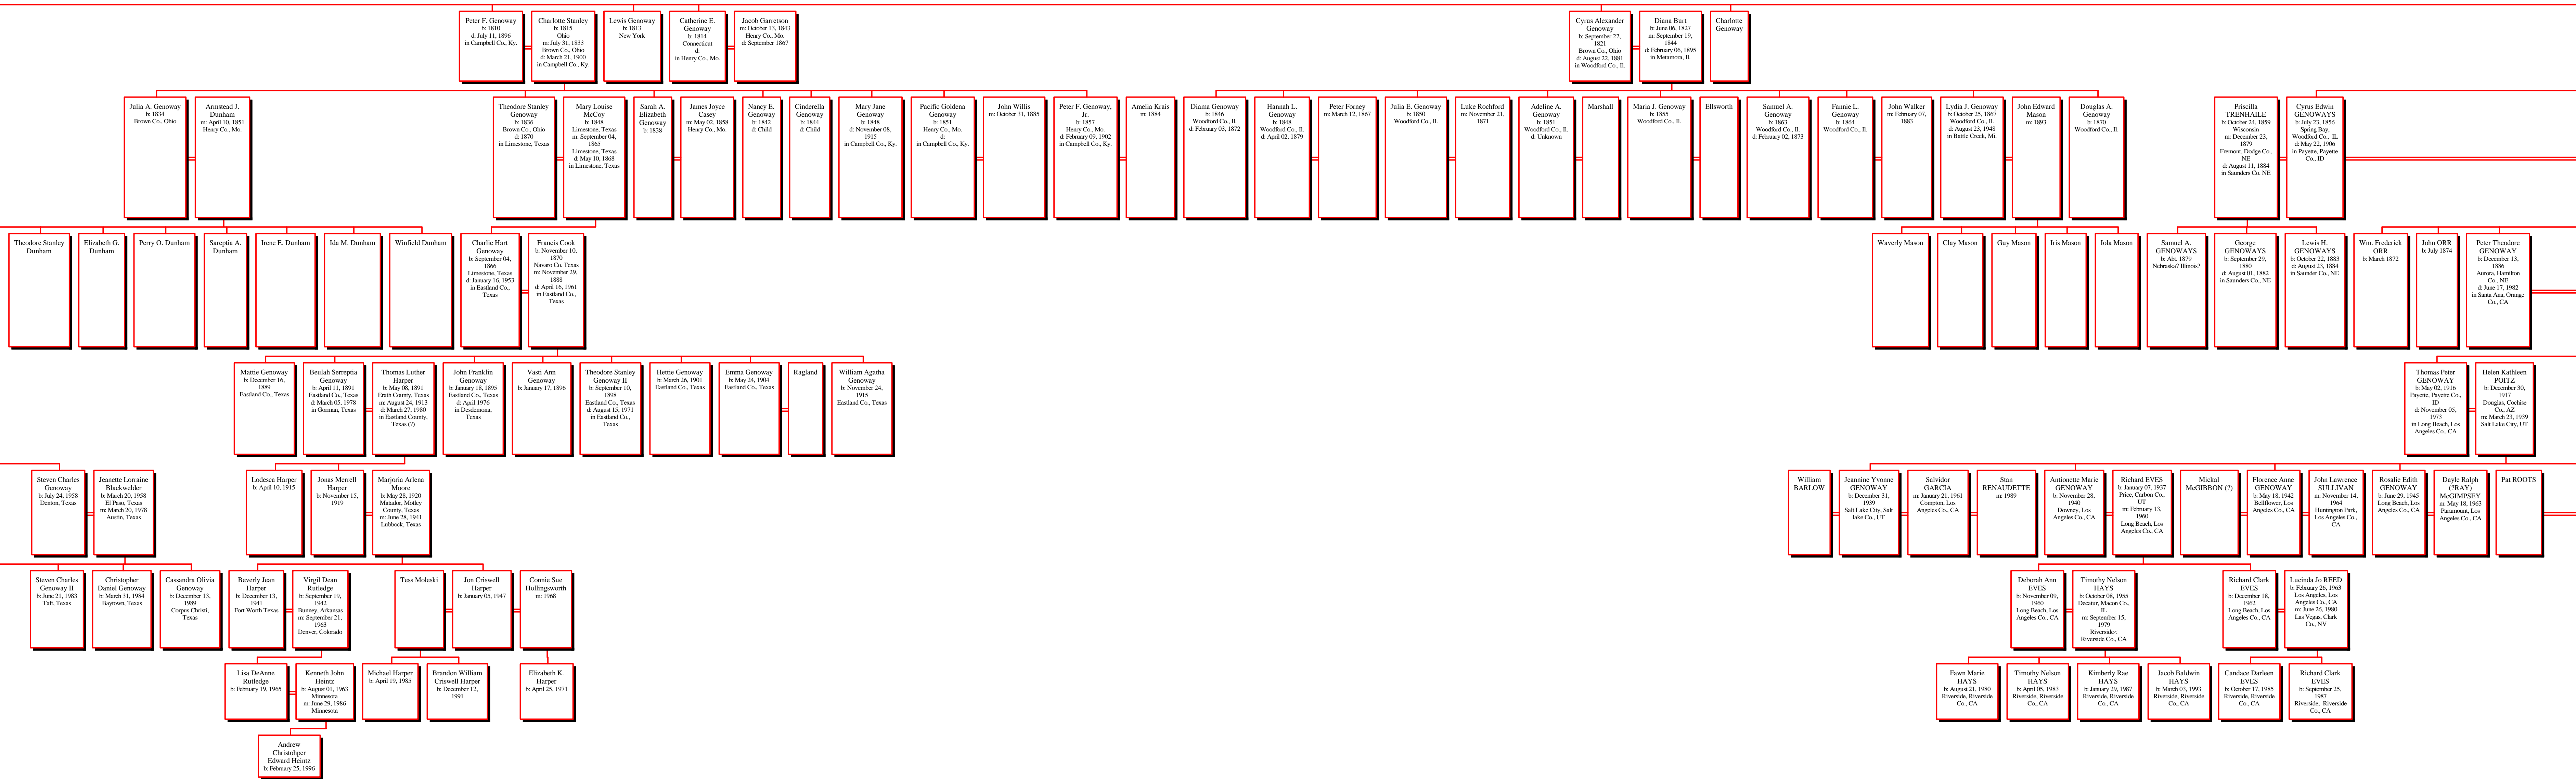 Peter F. Genoway
b: 1810
d: July 11, 1896
in Campbell Co., Ky.
Charlotte Stanley
b: 1815
Ohio
m: July 31, 1833
Brown Co., Ohio
d: March 21, 1900
in Campbell Co., Ky.
Lewis Genoway
b: 1813
New York
Catherine E.
Genoway
b: 1814
Connecticut
d:
in Henry Co., Mo.
Jacob Garretson
m: October 13, 1843
Henry Co., Mo.
d: September 1867
Cyrus Alexander
Genoway
b: September 22,
1821
Brown Co., Ohio
d: August 22, 1881
in Woodford Co., Il.
Diana Burt
b: June 06, 1827
m: September 19,
1844
d: February 06, 1895
in Metamora, Il.
Charlotte
Genoway
Julia A. Genoway
b: 1834
Brown Co., Ohio
Armstead J.
Dunham
m: April 10, 1851
Henry Co., Mo.
Theodore Stanley
Genoway
b: 1836
Brown Co., Ohio
d: 1870
in Limestone, Texas
Mary Louise
McCoy
b: 1848
Limestone, Texas
m: September 04,
1865
Limestone, Texas
d: May 10, 1868
in Limestone, Texas
Sarah A.
Elizabeth
Genoway
b: 1838
James Joyce
Casey
m: May 02, 1858
Henry Co., Mo.
Nancy E.
Genoway
b: 1842
d: Child
Cinderella
Genoway
b: 1844
d: Child
Mary Jane
Genoway
b: 1848
d: November 08,
1915
in Campbell Co., Ky.
Pacific Goldena
Genoway
b: 1851
Henry Co., Mo.
d:
in Campbell Co., Ky.
John Willis
m: October 31, 1885
Peter F. Genoway,
Jr.
b: 1857
Henry Co., Mo.
d: February 09, 1902
in Campbell Co., Ky.
Amelia Krais
m: 1884
Diama Genoway
b: 1846
Woodford Co., Il.
d: February 03, 1872
Hannah L.
Genoway
b: 1848
Woodford Co., Il.
d: April 02, 1879
Peter Forney
m: March 12, 1867
Julia E. Genoway
b: 1850
Woodford Co., Il.
Luke Rochford
m: November 21,
1871
Adeline A.
Genoway
b: 1851
Woodford Co., Il.
d: Unknown
Marshall
Maria J. Genoway
b: 1855
Woodford Co., Il.
Ellsworth
Samuel A.
Genoway
b: 1863
Woodford Co., Il.
d: February 02, 1873
Fannie L.
Genoway
b: 1864
Woodford Co., Il.
John Walker
m: February 07,
1883
Lydia J. Genoway
b: October 25, 1867
Woodford Co., Il.
d: August 23, 1948
in Battle Creek, Mi.
John Edward
Mason
m: 1893
Douglas A.
Genoway
b: 1870
Woodford Co., Il.
Priscilla
TRENHAILE
b: October 24, 1859
Wisconsin
m: December 23,
1879
Fremont, Dodge Co.,
NE
d: August 11, 1884
in Saunders Co. NE
Cyrus Edwin
GENOWAYS
b: July 23, 1856
Spring Bay,
Woodford Co., IL
d: May 22, 1906
in Payette, Payette
Co., ID
Theodore Stanley
Dunham
Elizabeth G.
Dunham
Perry O. Dunham
Sareptia A.
Dunham
Irene E. Dunham
Ida M. Dunham
Winfield Dunham
Charlie Hart
Genoway
b: September 04,
1866
Limestone, Texas
d: January 16, 1953
in Eastland Co.,
Texas
Francis Cook
b: November 10,
1870
Navaro Co. Texas
m: November 29,
1888
d: April 16, 1961
in Eastland Co.,
Texas
Waverly Mason
Clay Mason
Guy Mason
Iris Mason
Iola Mason
Samuel A.
GENOWAYS
b: Abt. 1879
Nebraska? Illinois?
George
GENOWAYS
b: September 29,
1880
d: August 01, 1882
in Saunders Co., NE
Lewis H.
GENOWAYS
b: October 22, 1883
d: August 23, 1884
in Saunder Co., NE
Wm. Frederick
ORR
b: March 1872
John ORR
b: July 1874
Peter Theodore
GENOWAY
b: December 13,
1886
Aurora, Hamilton
Co., NE
d: June 17, 1982
in Santa Ana, Orange
Co., CA
Mattie Genoway
b: December 16,
1889
Eastland Co., Texas
Beulah Serreptia
Genoway
b: April 11, 1891
Eastland Co., Texas
d: March 05, 1978
in Gorman, Texas
Thomas Luther
Harper
b: May 08, 1891
Erath County, Texas
m: August 24, 1913
d: March 27, 1980
in Eastland County,
Texas (?)
John Franklin
Genoway
b: January 18, 1895
Eastland Co., Texas
d: April 1976
in Desdemona,
Texas
Vasti Ann
Genoway
b: January 17, 1896
Theodore Stanley
Genoway II
b: September 10,
1898
Eastland Co., Texas
d: August 15, 1971
in Eastland Co.,
Texas
Hettie Genoway
b: March 26, 1901
Eastland Co., Texas
Emma Genoway
b: May 24, 1904
Eastland Co., Texas
Ragland
William Agatha
Genoway
b: November 24,
1915
Eastland Co., Texas
Thomas Peter
GENOWAY
b: May 02, 1916
Payette, Payette Co.,
ID
d: November 05,
1973
in Long Beach, Los
Angeles Co., CA
Helen Kathleen
POITZ
b: December 30,
1917
Douglas, Cochise
Co., AZ
m: March 23, 1939
Salt Lake City, UT
Steven Charles
Genoway
b: July 24, 1958
Denton, Texas
Jeanette Lorraine
Blackwelder
b: March 20, 1958
El Paso, Texas
m: March 20, 1978
Austin, Texas
Lodesca Harper
b: April 10, 1915
Jonas Merrell
Harper
b: November 15,
1919
Marjoria Arlena
Moore
b: May 28, 1920
Matador, Motley
County, Texas
m: June 28, 1941
Lubbock, Texas
William
BARLOW
Jeannine Yvonne
GENOWAY
b: December 31,
1939
Salt Lake City, Salt
lake Co., UT
Salvidor
GARCIA
m: January 21, 1961
Compton, Los
Angeles Co., CA
Stan
RENAUDETTE
m: 1989
Antionette Marie
GENOWAY
b: November 28,
1940
Downey, Los
Angeles Co., CA
Richard EVES
b: January 07, 1937
Price, Carbon Co.,
UT
m: February 13,
1960
Long Beach, Los
Angeles Co., CA
Mickal
McGIBBON (?)
Florence Anne
GENOWAY
b: May 18, 1942
Bellflower, Los
Angeles Co., CA
John Lawrence
SULLIVAN
m: November 14,
1964
Huntington Park,
Los Angeles Co.,
CA
Rosalie Edith
GENOWAY
b: June 29, 1945
Long Beach, Los
Angeles Co., CA
Dayle Ralph
(?RAY)
McGIMPSEY
m: May 18, 1963
Paramount, Los
Angeles Co., CA
Pat ROOTS
Steven Charles
Genoway II
b: June 21, 1983
Taft, Texas
Christopher
Daniel Genoway
b: March 31, 1984
Baytown, Texas
Cassandra Olivia
Genoway
b: December 13,
1989
Corpus Christi,
Texas
Beverly Jean
Harper
b: December 13,
1941
Fort Worth Texas
Virgil Dean
Rutledge
b: September 19,
1942
Bunney, Arkansas
m: September 21,
1963
Denver, Colorado
Tess Moleski
Jon Criswell
Harper
b: January 05, 1947
Connie Sue
Hollingsworth
m: 1968
Deborah Ann
EVES
b: November 09,
1960
Long Beach, Los
Angeles Co., CA
Timothy Nelson
HAYS
b: October 08, 1955
Decatur, Macon Co.,
IL
m: September 15,
1979
Riverside<
Riverside Co., CA
Richard Clark
EVES
b: December 18,
1962
Long Beach, Los
Angeles Co., CA
Lucinda Jo REED
b: February 26, 1963
Los Angeles, Los
Angeles Co., CA
m: June 26, 1980
Las Vegas, Clark
Co., NV
Lisa DeAnne
Rutledge
b: February 19, 1965
Kenneth John
Heintz
b: August 01, 1963
Minnesota
m: June 29, 1986
Minnesota
Michael Harper
b: April 19, 1985
Brandon William
Criswell Harper
b: December 12,
1991
Elizabeth K.
Harper
b: April 25, 1971
Fawn Marie
HAYS
b: August 21, 1980
Riverside, Riverside
Co., CA
Timothy Nelson
HAYS
b: April 05, 1983
Riverside, Riverside
Co., CA
Kimberly Rae
HAYS
b: January 29, 1987
Riverside, Riverside
Co., CA
Jacob Baldwin
HAYS
b: March 03, 1993
Riverside, Riverside
Co., CA
Candace Darleen
EVES
b: October 17, 1985
Riverside, Riverside
Co., CA
Richard Clark
EVES
b: September 25,
1987
Riverside, Riverside
Co., CA
Andrew
Christohper
Edward Heintz
b: February 25, 1996